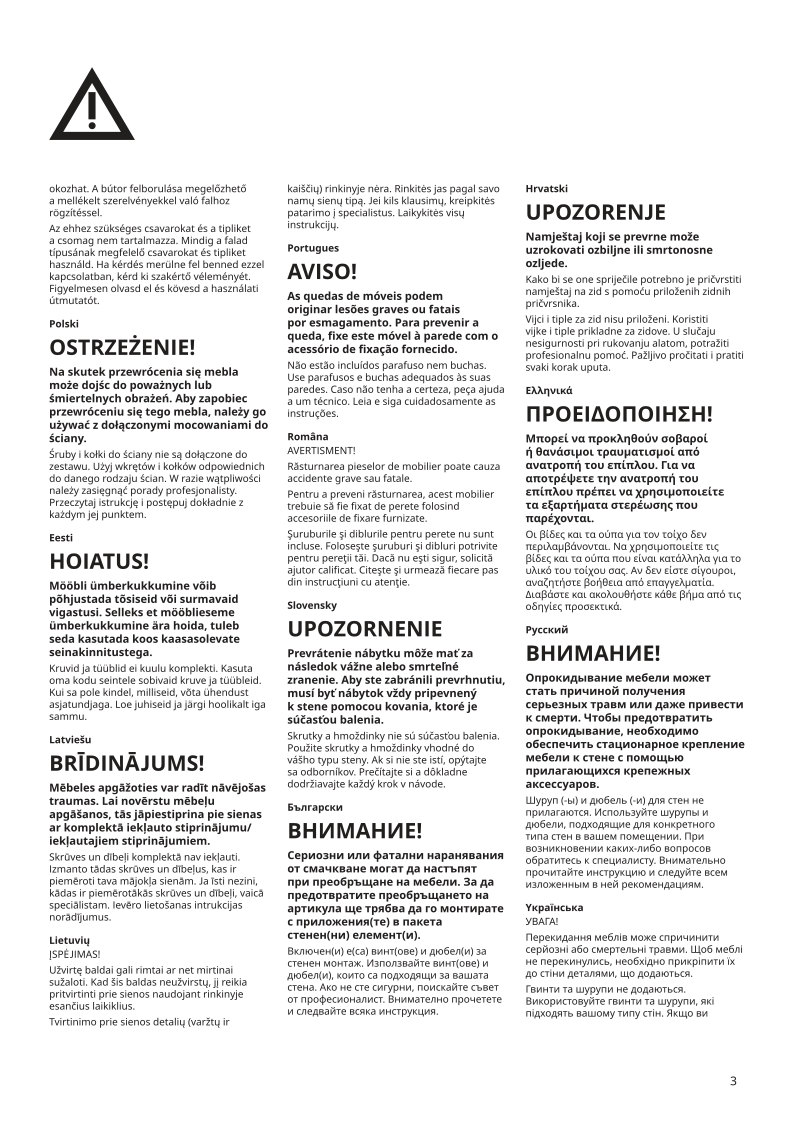 okozhat. A bútor felborulása megelőzhető
a mellékelt szerelvényekkel való falhoz
rögzítéssel.
Az ehhez szükséges csavarokat és a tipliket
a csomag nem tartalmazza. Mindig a falad
típusának megfelelő csavarokat és tipliket
használd. Ha kérdés merülne fel benned ezzel
kapcsolatban, kérd ki szakértő véleményét.
Figyelmesen olvasd el és kövesd a használati
útmutatót.
Polski
OSTRZEŻENIE!
Na skutek przewrócenia się mebla
może dojśc do poważnych lub
śmiertelnych obrażeń. Aby zapobiec
przewróceniu się tego mebla, należy go
używać z dołączonymi mocowaniami do
ściany.
Śruby i kołki do ściany nie są dołączone do
zestawu. Użyj wkrętów i kołków odpowiednich
do danego rodzaju ścian. W razie wątpliwości
należy zasięgnąć porady profesjonalisty.
Przeczytaj istrukcję i postępuj dokładnie z
każdym jej punktem.
Eesti
HOIATUS!
Mööbli ümberkukkumine võib
põhjustada tõsiseid või surmavaid
vigastusi. Selleks et mööblieseme
ümberkukkumine ära hoida, tuleb
seda kasutada koos kaasasolevate
seinakinnitustega.
Kruvid ja tüüblid ei kuulu komplekti. Kasuta
oma kodu seintele sobivaid kruve ja tüübleid.
Kui sa pole kindel, milliseid, võta ühendust
asjatundjaga. Loe juhiseid ja järgi hoolikalt iga
sammu.
Latviešu
BRĪDINĀJUMS!
Mēbeles apgāžoties var radīt nāvējošas
traumas. Lai novērstu mēbeļu
apgāšanos, tās jāpiestiprina pie sienas
ar komplektā iekļauto stiprinājumu/
iekļautajiem stiprinājumiem.
Skrūves un dībeļi komplektā nav iekļauti.
Izmanto tādas skrūves un dībeļus, kas ir
piemēroti tava mājokļa sienām. Ja īsti nezini,
kādas ir piemērotākās skrūves un dībeļi, vaicā
speciālistam. Ievēro lietošanas intrukcijas
norādījumus.
Lietuvių
ĮSPĖJIMAS!
Užvirtę baldai gali rimtai ar net mirtinai
sužaloti. Kad šis baldas neužvirstų, jį reikia
pritvirtinti prie sienos naudojant rinkinyje
esančius laikiklius.
Tvirtinimo prie sienos detalių (varžtų ir
kaiščių) rinkinyje nėra. Rinkitės jas pagal savo
namų sienų tipą. Jei kils klausimų, kreipkitės
patarimo į specialistus. Laikykitės visų
instrukcijų.
Portugues
AVISO!
As quedas de móveis podem
originar lesões graves ou fatais
por esmagamento. Para prevenir a
queda, fixe este móvel à parede com o
acessório de fixação fornecido.
Não estão incluídos parafuso nem buchas.
Use parafusos e buchas adequados às suas
paredes. Caso não tenha a certeza, peça ajuda
a um técnico. Leia e siga cuidadosamente as
instruções.
Româna
AVERTISMENT!
Răsturnarea pieselor de mobilier poate cauza
accidente grave sau fatale.
Pentru a preveni răsturnarea, acest mobilier
trebuie să fie fixat de perete folosind
accesoriile de fixare furnizate.
Şuruburile şi diblurile pentru perete nu sunt
incluse. Foloseşte şuruburi şi dibluri potrivite
pentru pereţii tăi. Dacă nu eşti sigur, solicită
ajutor calificat. Citeşte şi urmează fiecare pas
din instrucţiuni cu atenţie.
Slovensky
UPOZORNENIE
Prevrátenie nábytku môže mať za
následok vážne alebo smrteľné
zranenie. Aby ste zabránili prevrhnutiu,
musí byť nábytok vždy pripevnený
k stene pomocou kovania, ktoré je
súčasťou balenia.
Skrutky a hmoždinky nie sú súčasťou balenia.
Použite skrutky a hmoždinky vhodné do
vášho typu steny. Ak si nie ste istí, opýtajte
sa odborníkov. Prečítajte si a dôkladne
dodržiavajte každý krok v návode.
Български
ВНИМАНИЕ!
Сериозни или фатални наранявания
от смачкване могат да настъпят
при преобръщане на мебели. За да
предотвратите преобръщането на
артикула ще трябва да го монтирате
с приложения(те) в пакета
стенен(ни) елемент(и).
Включен(и) е(са) винт(ове) и дюбел(и) за
стенен монтаж. Използвайте винт(ове) и
дюбел(и), които са подходящи за вашата
стена. Ако не сте сигурни, поискайте съвет
от професионалист. Внимателно прочетете
и следвайте всяка инструкция.
Hrvatski
UPOZORENJE
Namještaj koji se prevrne može
uzrokovati ozbiljne ili smrtonosne
ozljede.
Kako bi se one spriječile potrebno je pričvrstiti
namještaj na zid s pomoću priloženih zidnih
pričvrsnika.
Vijci i tiple za zid nisu priloženi. Koristiti
vijke i tiple prikladne za zidove. U slučaju
nesigurnosti pri rukovanju alatom, potražiti
profesionalnu pomoć. Pažljivo pročitati i pratiti
svaki korak uputa.
Ελληνικά
ΠΡΟΕΙΔΟΠΟΙΗΣΗ!
Μπορεί να προκληθούν σοβαροί
ή θανάσιμοι τραυματισμοί από
ανατροπή του επίπλου. Για να
αποτρέψετε την ανατροπή του
επίπλου πρέπει να χρησιμοποιείτε
τα εξαρτήματα στερέωσης που
παρέχονται.
Οι βίδες και τα ούπα για τον τοίχο δεν
περιλαμβάνονται. Να χρησιμοποιείτε τις
βίδες και τα ούπα που είναι κατάλληλα για το
υλικό του τοίχου σας. Αν δεν είστε σίγουροι,
αναζητήστε βοήθεια από επαγγελματία.
Διαβάστε και ακολουθήστε κάθε βήμα από τις
οδηγίες προσεκτικά.
Русский
ВНИМАНИЕ!
Опрокидывание мебели может
стать причиной получения
серьезных травм или даже привести
к смерти. Чтобы предотвратить
опрокидывание, необходимо
обеспечить стационарное крепление
мебели к стене с помощью
прилагающихся крепежных
аксессуаров.
Шуруп (-ы) и дюбель (-и) для стен не
прилагаются. Используйте шурупы и
дюбели, подходящие для конкретного
типа стен в вашем помещении. При
возникновении каких-либо вопросов
обратитесь к специалисту. Внимательно
прочитайте инструкцию и следуйте всем
изложенным в ней рекомендациям.
Yкраїнська
УВАГА!
Перекидання меблів може спричинити
серйозні або смертельні травми. Щоб меблі
не перекинулись, необхідно прикріпити їх
до стіни деталями, що додаються.
Гвинти та шурупи не додаються.
Використовуйте гвинти та шурупи, які
підходять вашому типу стін. Якщо ви
3